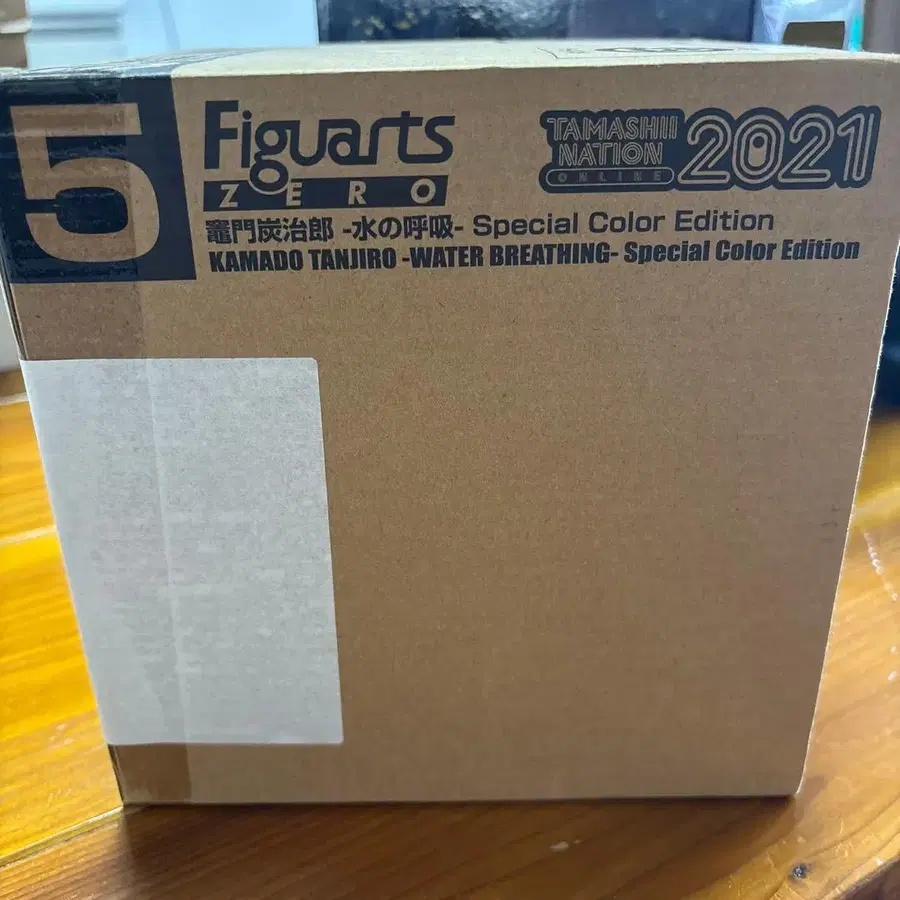 5
Figuarts
ZERO
TAMASHII
NATION
ONLINE
2021
竈門炭治郎 -水の呼吸- Special Color Edition
KAMADO TANJIRO -WATER BREATHING- Special Color Edition